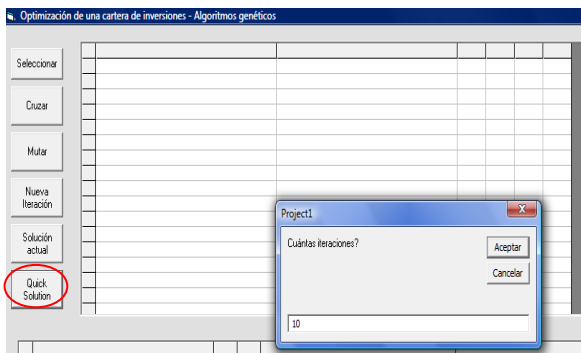 Optimización de una cartera de inversiones - Algoritmos genéticos
Seleccionar
Cruzar
Mutar
Nueva
Iteración
Solución
actual
Quick
Solution
Project1
Cuántas iteraciones?
Aceptar
Cancelar
10